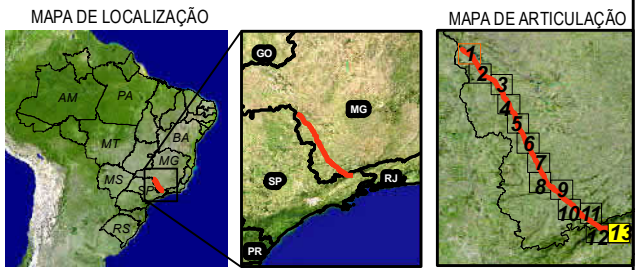 MAPA DE LOCALIZAÇÃO
AM
PA
MT
BA
MG
MS
SP
RS
GO
MG
SP
RJ
PR
MAPA DE ARTICULAÇÃO
1
2
3
4
5
6
7
8
9
10
11
12
13